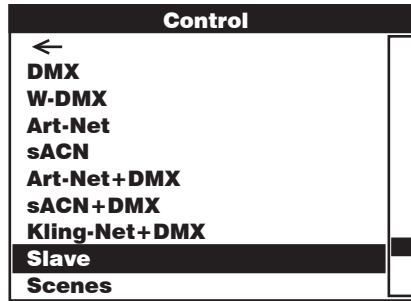 Control
←
DMX
W-DMX
Art-Net
sACN
Art-Net+DMX
sACN+DMX
Kling-Net+DMX
Slave
Scenes